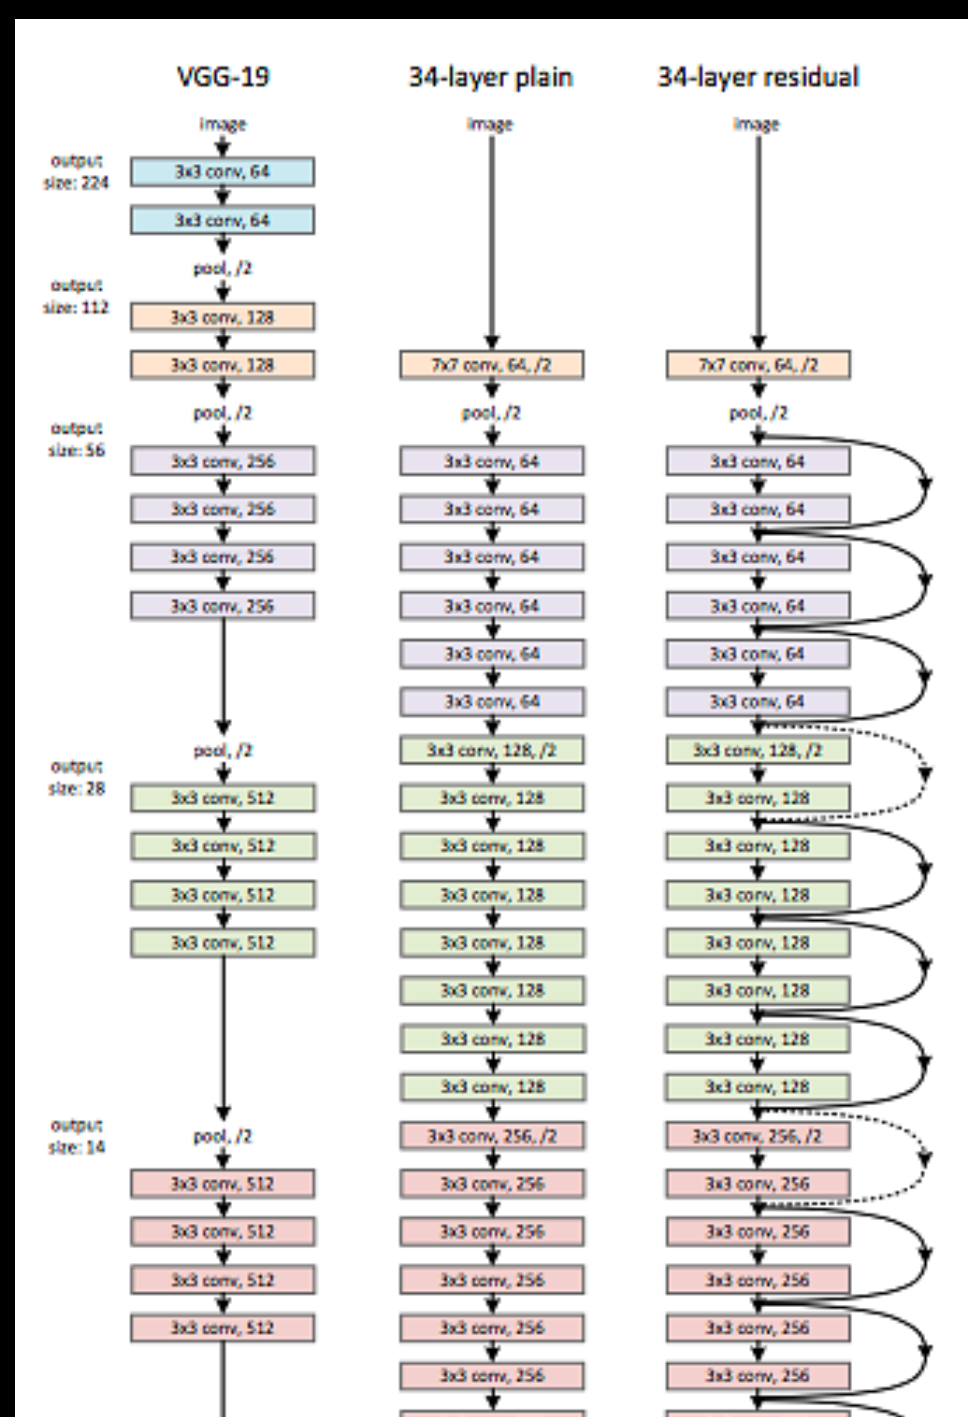 VGG-19
34-layer plain
34-layer residual
image
image
image
output
size: 224
3x3 conv, 64
3x3 conv, 64
pool, /2
output
size: 112
3x3 conv, 128
3x3 conv, 128
7x7 conv, 64, /2
7x7 conv, 64, /2
pool, /2
pool, /2
pool, /2
output
size: 56
3x3 conv, 256
3x3 conv, 64
3x3 conv, 64
3x3 conv, 256
3x3 conv, 64
3x3 conv, 64
3x3 conv, 256
3x3 conv, 64
3x3 conv, 64
3x3 conv, 256
3x3 conv, 64
3x3 conv, 64
3x3 conv, 64
3x3 conv, 64
3x3 conv, 64
3x3 conv, 64
pool, /2
3x3 conv, 128, /2
3x3 conv, 128, /2
output
size: 28
3x3 conv, 512
3x3 conv, 128
3x3 conv, 128
3x3 conv, 512
3x3 conv, 128
3x3 conv, 128
3x3 conv, 512
3x3 conv, 128
3x3 conv, 128
3x3 conv, 512
3x3 conv, 128
3x3 conv, 128
3x3 conv, 128
3x3 conv, 128
3x3 conv, 128
3x3 conv, 128
3x3 conv, 128
3x3 conv, 128
output
size: 14
pool, /2
3x3 conv, 256, /2
3x3 conv, 256, /2
3x3 conv, 512
3x3 conv, 256
3x3 conv, 256
3x3 conv, 512
3x3 conv, 256
3x3 conv, 256
3x3 conv, 512
3x3 conv, 256
3x3 conv, 256
3x3 conv, 512
3x3 conv, 256
3x3 conv, 256
3x3 conv, 256
3x3 conv, 256